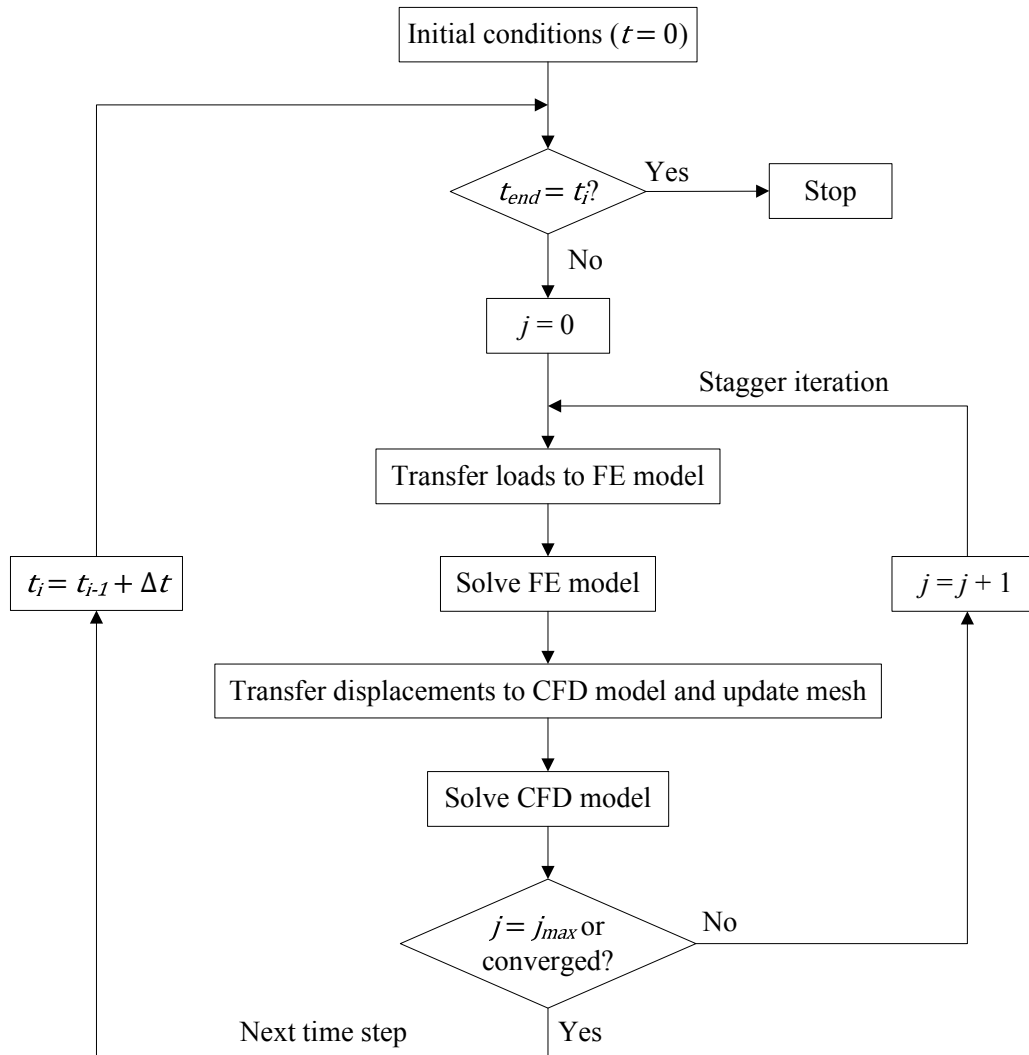 Initial conditions (t = 0)
Yes
t_end = t_i?
Stop
No
j = 0
Stagger iteration
Transfer loads to FE model
t_i = t_{i-1} + Δt
Solve FE model
j = j + 1
Transfer displacements to CFD model and update mesh
Solve CFD model
j = j_max or
converged?
No
Next time step
Yes